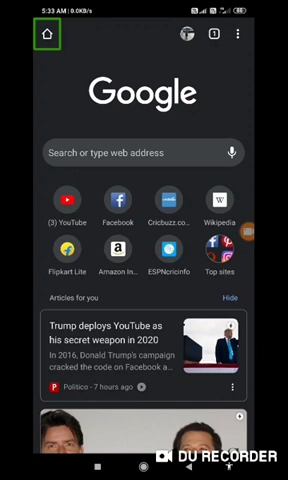 5:33 AM | 0.0KB/s
1
Google
Search or type web address
(3) YouTube
Facebook
Cricbuzz.co...
Wikipedia
W
Flipkart Lite
Amazon In...
ESPNcricinfo
Top sites
Articles for you
Hide
Trump deploys YouTube as
his secret weapon in 2020
In 2016, Donald Trump's campaign
cracked the code on Facebook a...
Politico - 7 hours ago
DU RECORDER